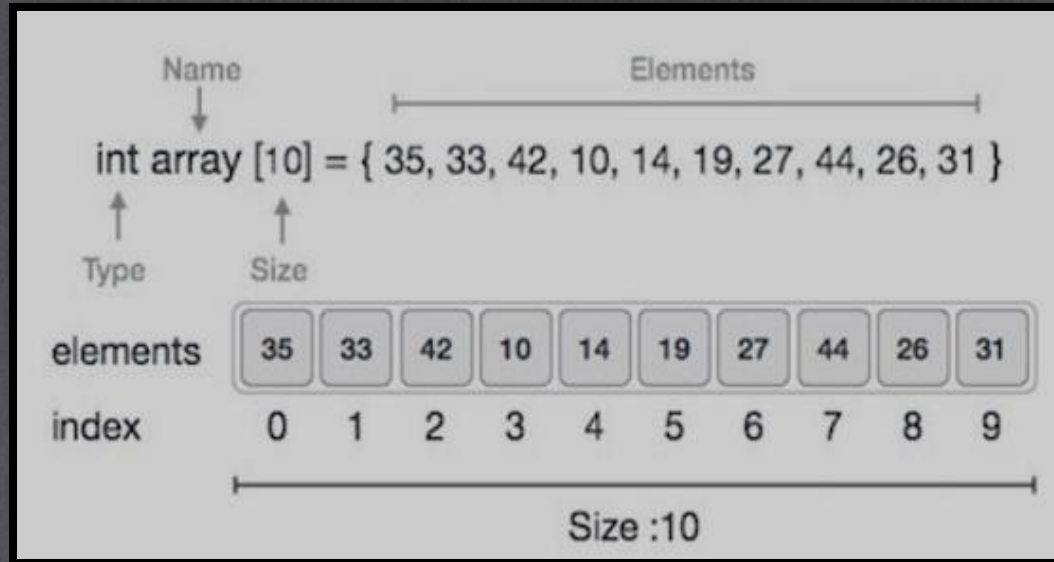 Name Elements
int array [10] = { 35, 33, 42, 10, 14, 19, 27, 44, 26, 31 }
Type Size
elements 35 33 42 10 14 19 27 44 26 31
index 0 1 2 3 4 5 6 7 8 9
Size :10